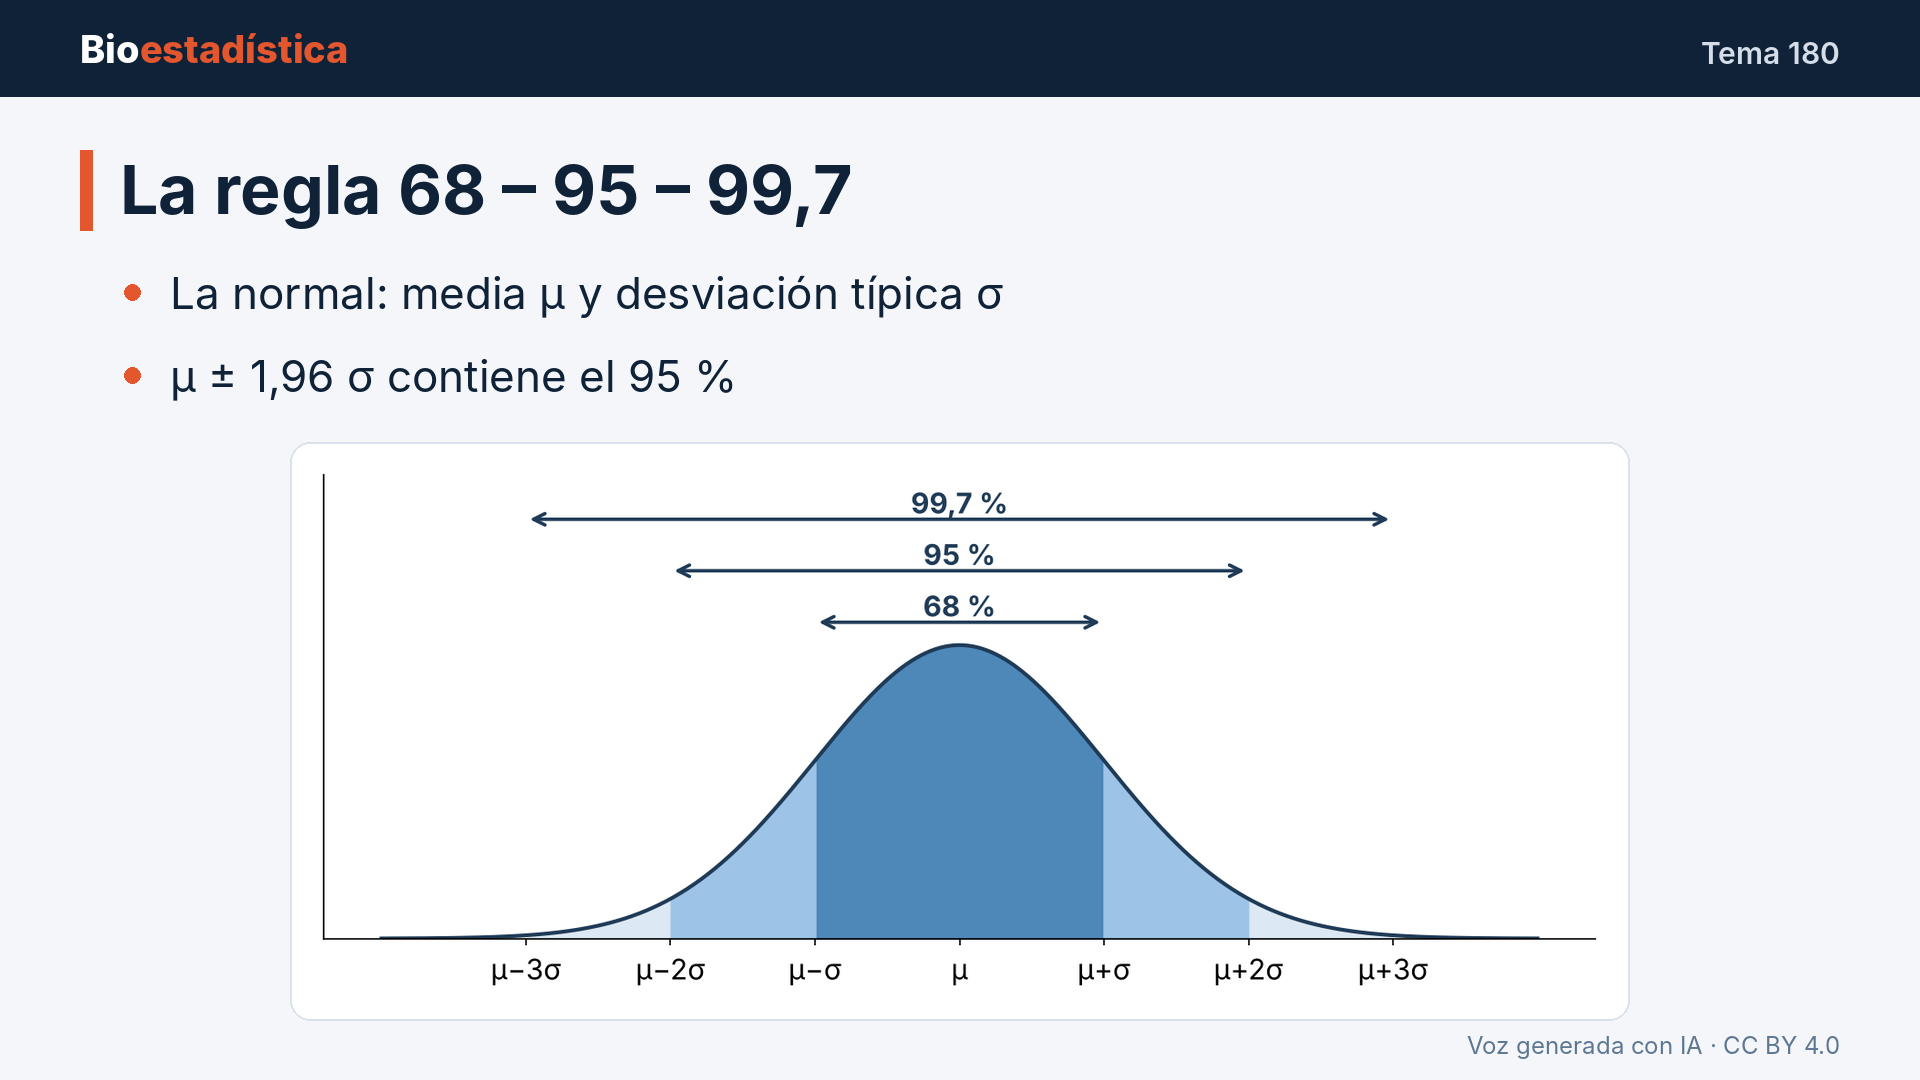 Bioestadística
Tema 180
La regla 68 – 95 – 99,7
La normal: media μ y desviación típica σ
μ ± 1,96 σ contiene el 95 %
99,7 %
95 %
68 %
μ−3σ μ−2σ μ−σ μ μ+σ μ+2σ μ+3σ
Voz generada con IA · CC BY 4.0